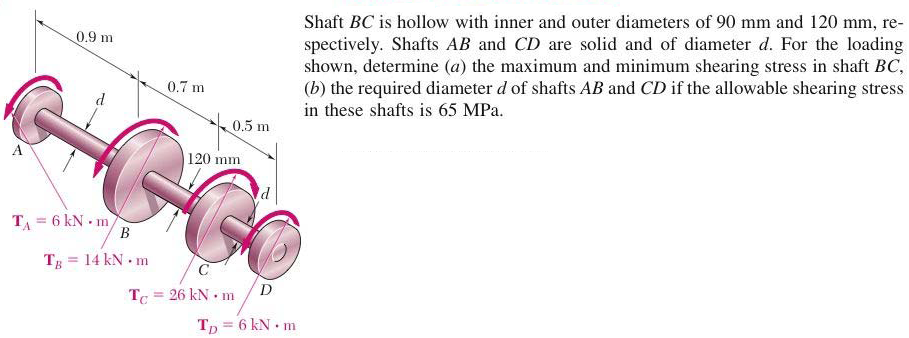 Shaft BC is hollow with inner and outer diameters of 90 mm and 120 mm, re-
spectively. Shafts AB and CD are solid and of diameter d. For the loading
shown, determine (a) the maximum and minimum shearing stress in shaft BC,
(b) the required diameter d of shafts AB and CD if the allowable shearing stress
in these shafts is 65 MPa.
0.9 m
0.7 m
d
0.5 m
A
120 mm
d
T_A = 6 kN · m
B
T_B = 14 kN · m
C
T_C = 26 kN · m
D
T_D = 6 kN · m